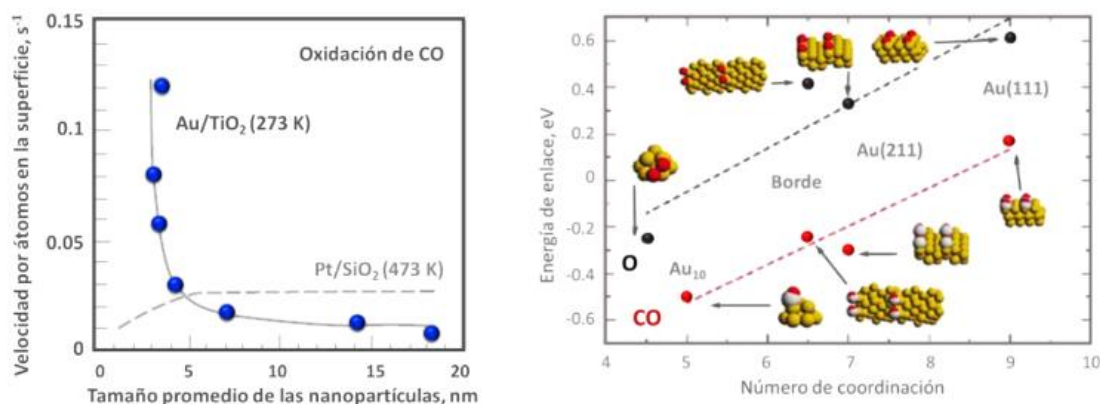 0.15
0.1
0.05
0
Velocidad por átomos en la superficie, s⁻¹
Oxidación de CO
Au/TiO₂ (273 K)
Pt/SiO₂ (473 K)
0 5 10 15 20
Tamaño promedio de las nanopartículas, nm
0.6
0.4
0.2
0
-0.2
-0.4
-0.6
Energía de enlace, eV
Au(111)
Au(211)
Borde
O
Au₁₀
CO
4 5 6 7 8 9 10
Número de coordinación